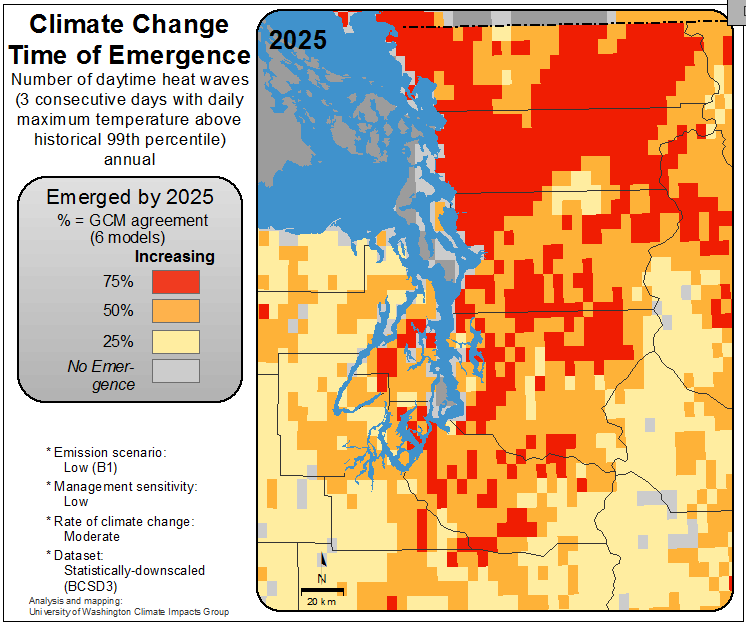 Climate Change
Time of Emergence
Number of daytime heat waves
(3 consecutive days with daily
maximum temperature above
historical 99th percentile)
annual
Emerged by 2025
% = GCM agreement
(6 models)
Increasing
75%
50%
25%
No Emer-
gence
* Emission scenario:
Low (B1)
* Management sensitivity:
Low
* Rate of climate change:
Moderate
* Dataset:
Statistically-downscaled
(BCSD3)
Analysis and mapping:
University of Washington Climate Impacts Group
2025
N
20 km